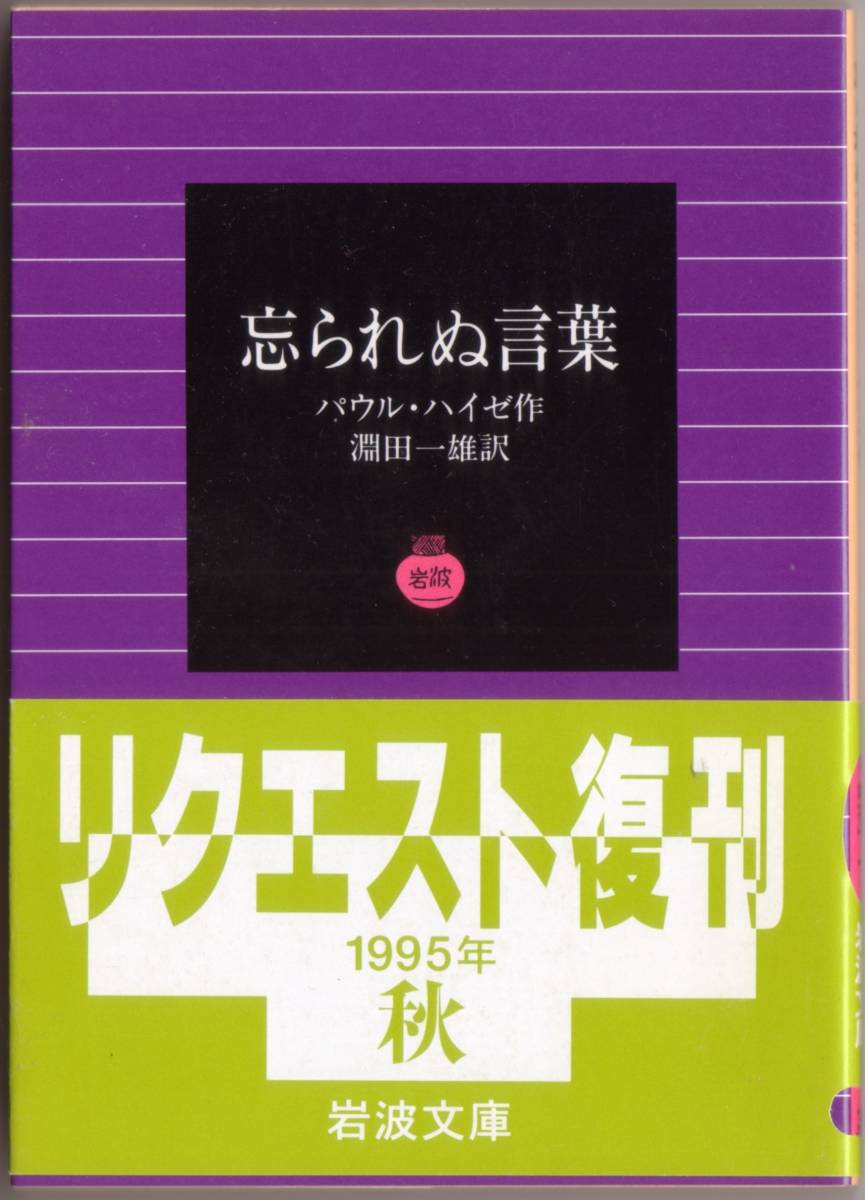 忘られぬ言葉
パウル・ハイゼ作
淵田一雄訳
岩波
リクエスト復刊
1995年
秋
岩波文庫